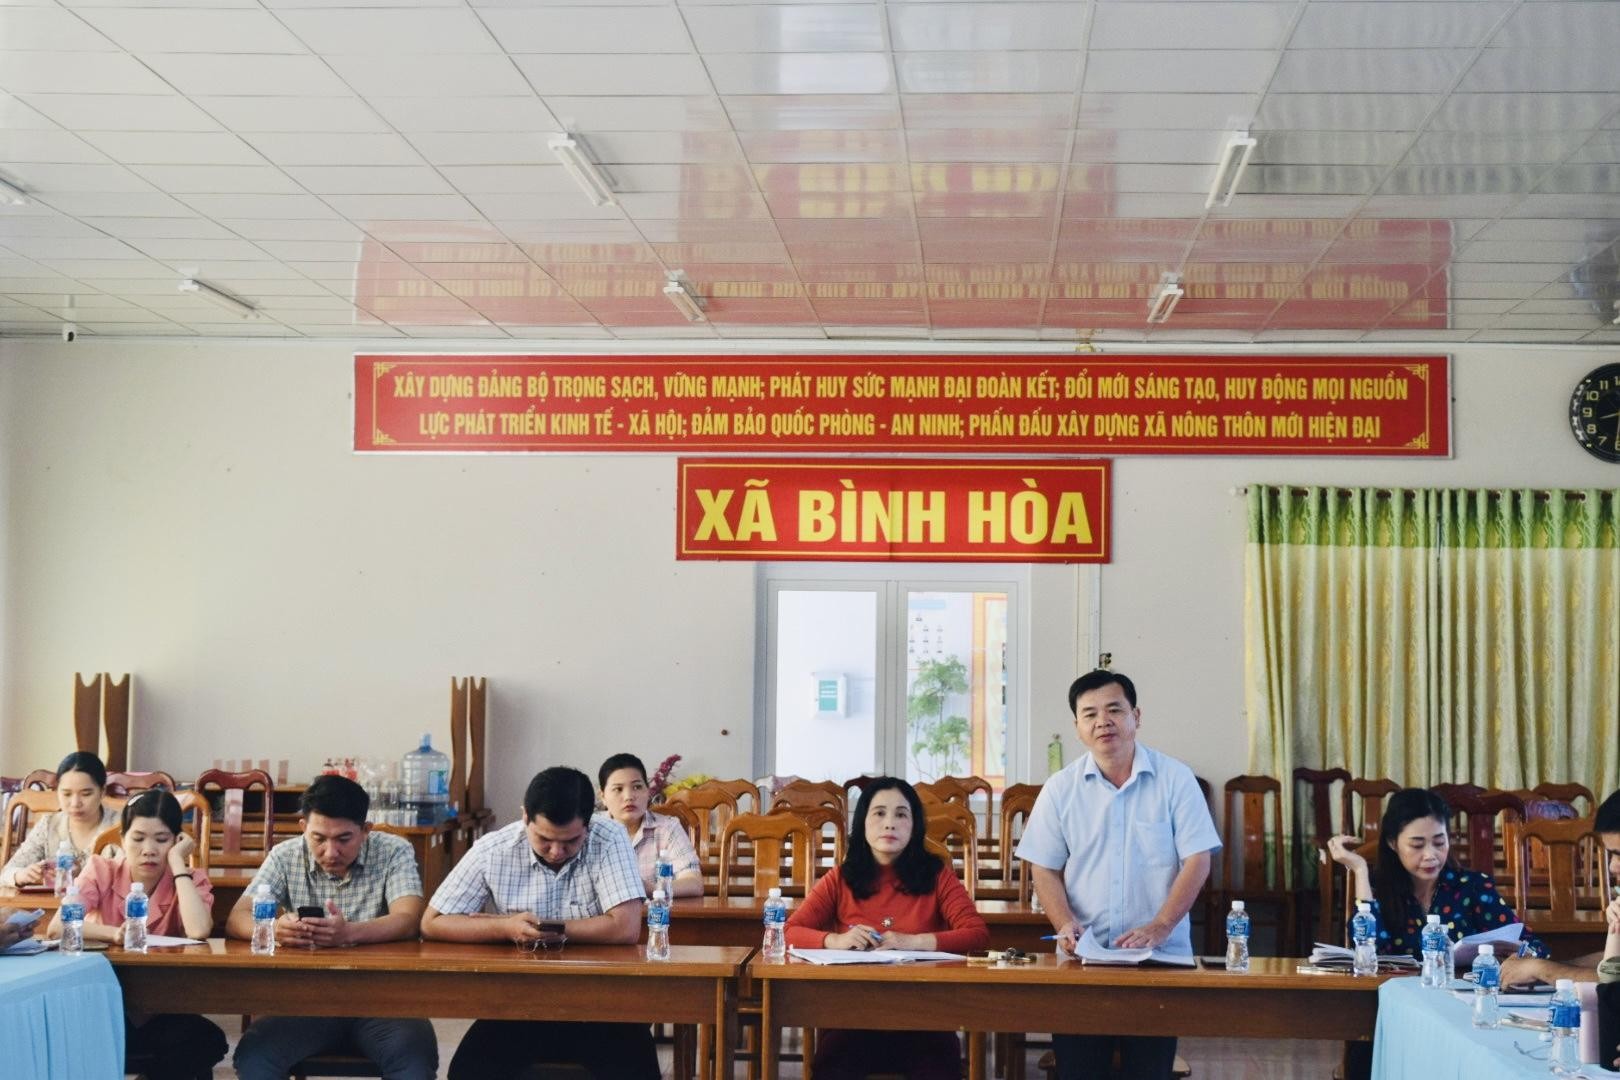 XÂY DỰNG ĐẢNG BỘ TRỌNG SẠCH, VỮNG MẠNH; PHÁT HUY SỨC MẠNH ĐẠI ĐOÀN KẾT; ĐỔI MỚI SÁNG TẠO, HUY ĐỘNG MỌI NGUỒN
LỰC PHÁT TRIỂN KINH TẾ - XÃ HỘI; ĐẢM BẢO QUỐC PHÒNG - AN NINH; PHẤN ĐẤU XÂY DỰNG XÃ NÔNG THÔN MỚI HIỆN ĐẠI
XÃ BÌNH HÒA